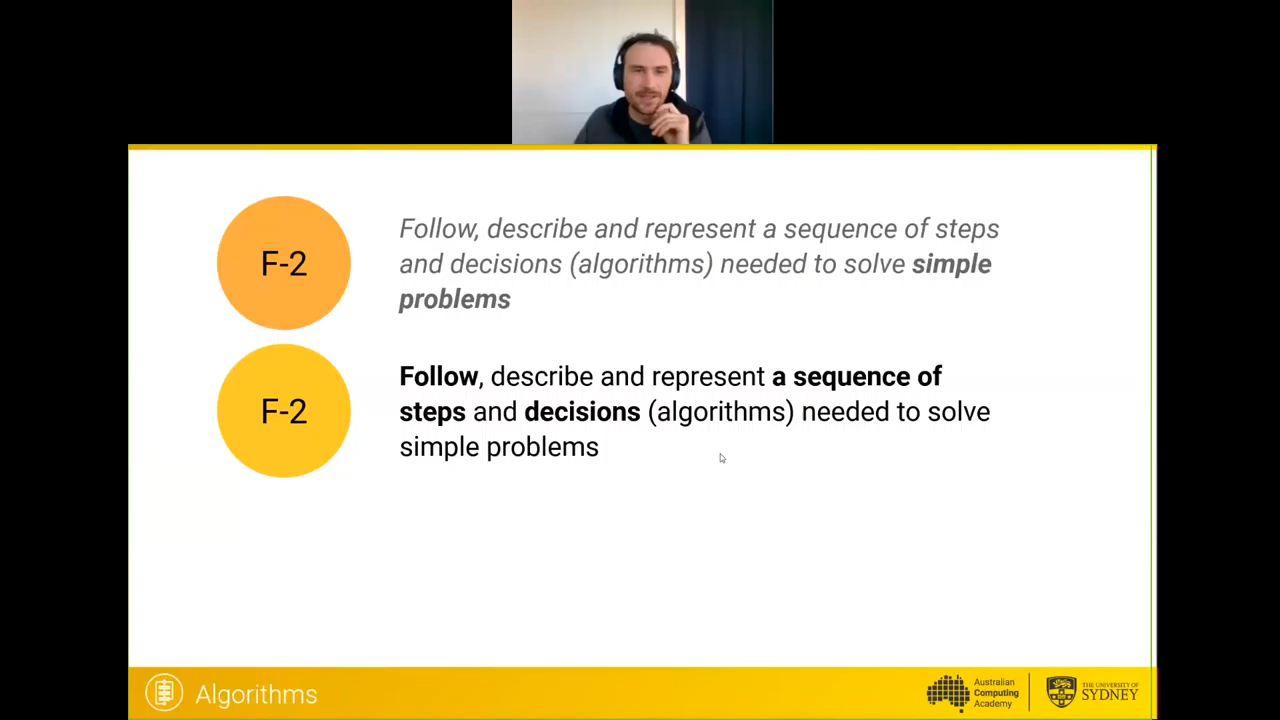 F-2
Follow, describe and represent a sequence of steps
and decisions (algorithms) needed to solve simple
problems
F-2
Follow, describe and represent a sequence of
steps and decisions (algorithms) needed to solve
simple problems
Algorithms
Australian
Computing
Academy
THE UNIVERSITY OF
SYDNEY